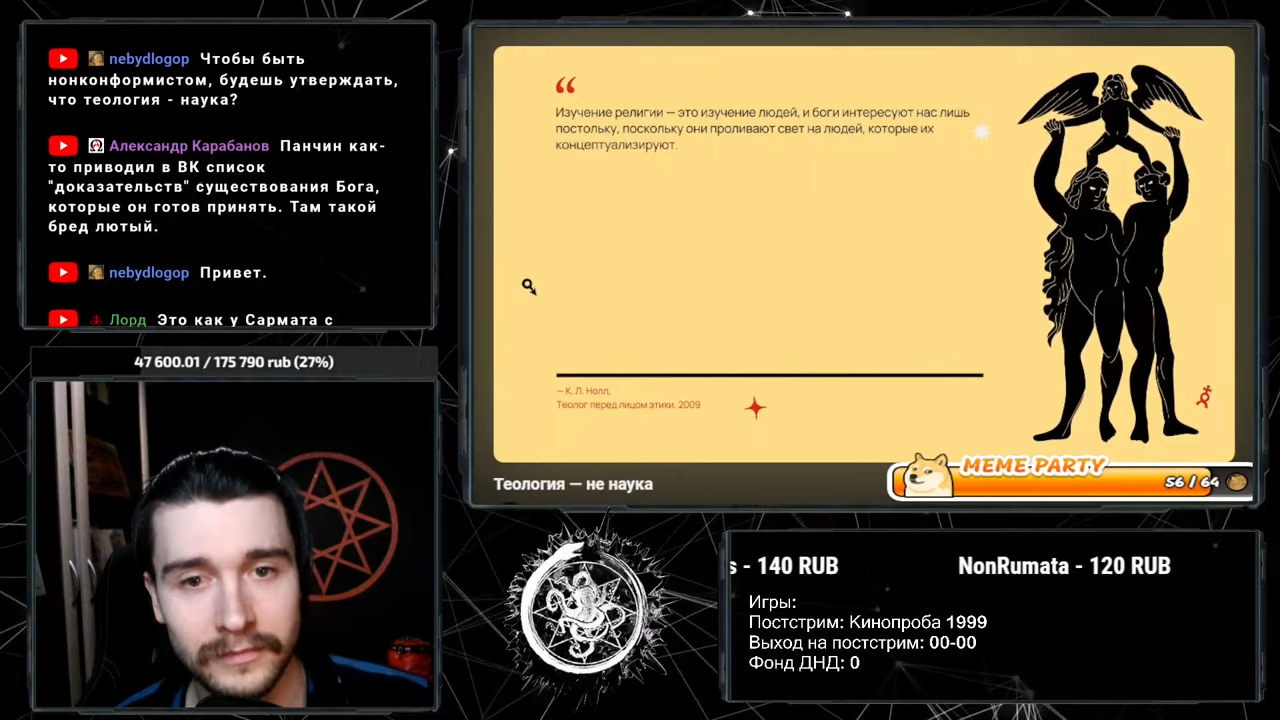 nebydlogop Чтобы быть
нонконформистом, будешь утверждать,
что теология - наука?
Александр Карабанов Панчин как-
то приводил в ВК список
"доказательств" существования Бога,
которые он готов принять. Там такой
бред лютый.
nebydlogop Привет.
Лорд Это как у Сармата с
47 600.01 / 175 790 rub (27%)
“
Изучение религии — это изучение людей, и боги интересуют нас лишь
постольку, поскольку они проливают свет на людей, которые их
концептуализируют.
— К. Л. Нолл,
Теолог перед лицом этики, 2009
MEME PARTY
56 / 64
Теология — не наука
s - 140 RUB NonRumata - 120 RUB
Игры:
Постстрим: Кинопроба 1999
Выход на постстрим: 00-00
Фонд ДНД: 0